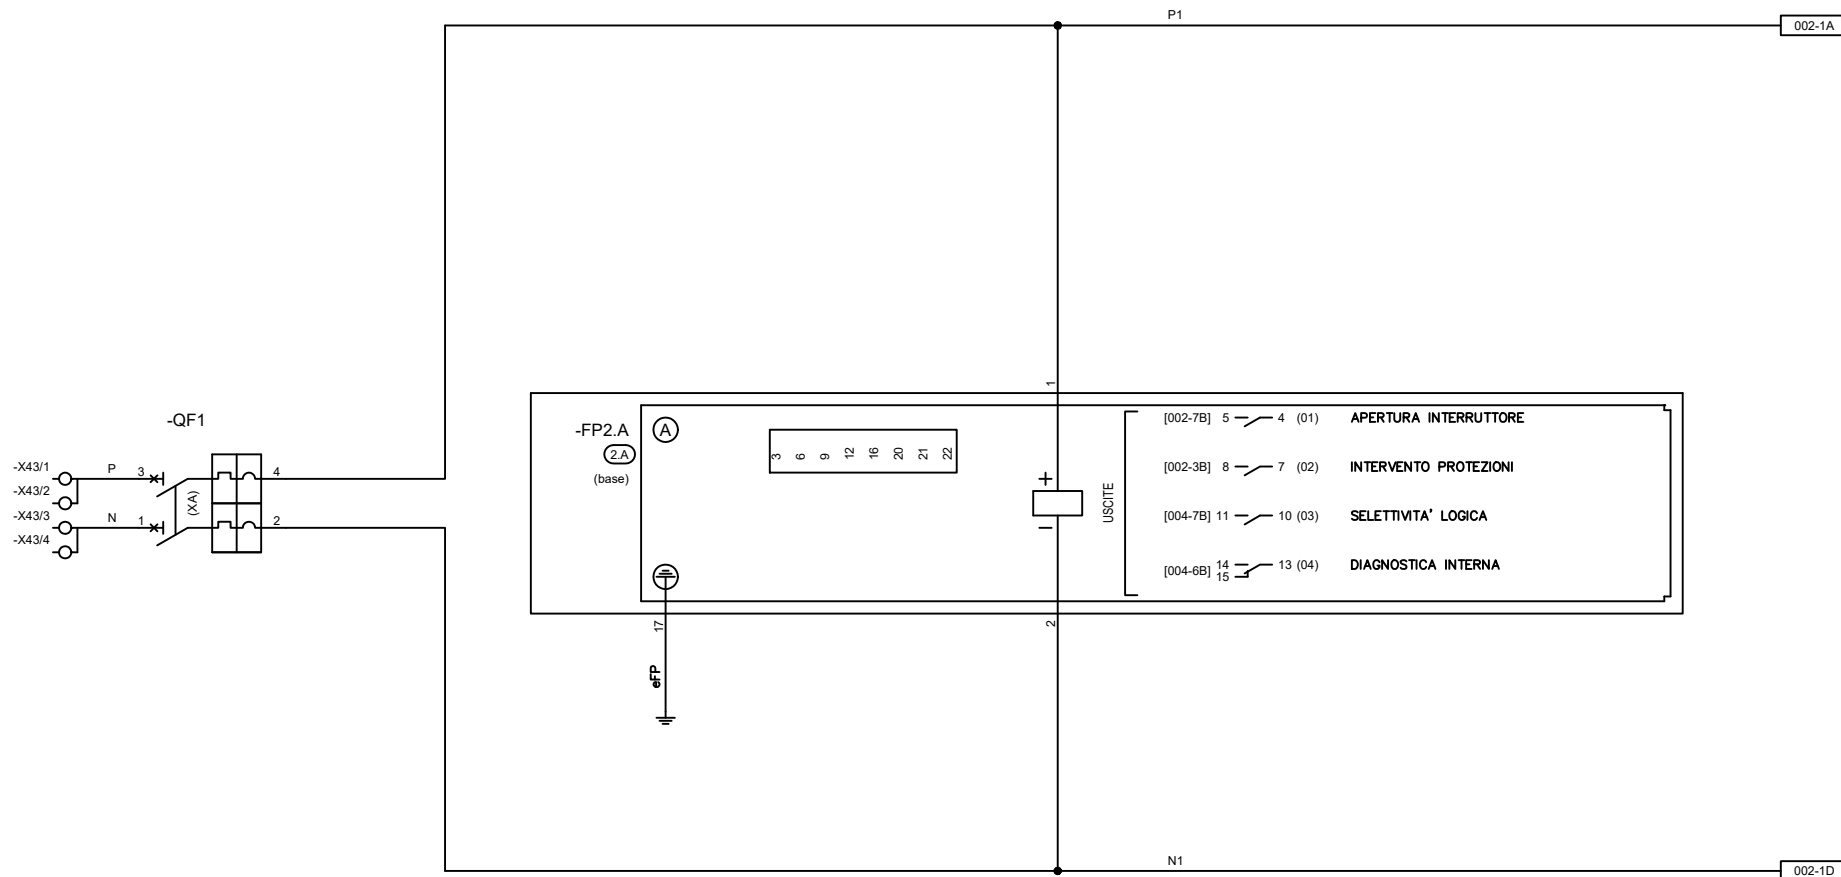 P1
002-1A
-QF1
-X43/1
-X43/2
-X43/3
-X43/4
P
3
4
N
1
2
(XA)
-FP2.A
2.A
(base)
A
3 6 9 12 16 20 21 22
1
+
−
2
USCITE
[002-7B] 5 4 (01) APERTURA INTERRUTTORE
[002-3B] 8 7 (02) INTERVENTO PROTEZIONI
[004-7B] 11 10 (03) SELETTIVITA' LOGICA
[004-6B] 14 13 (04) DIAGNOSTICA INTERNA
15
17
eFP
N1
002-1D